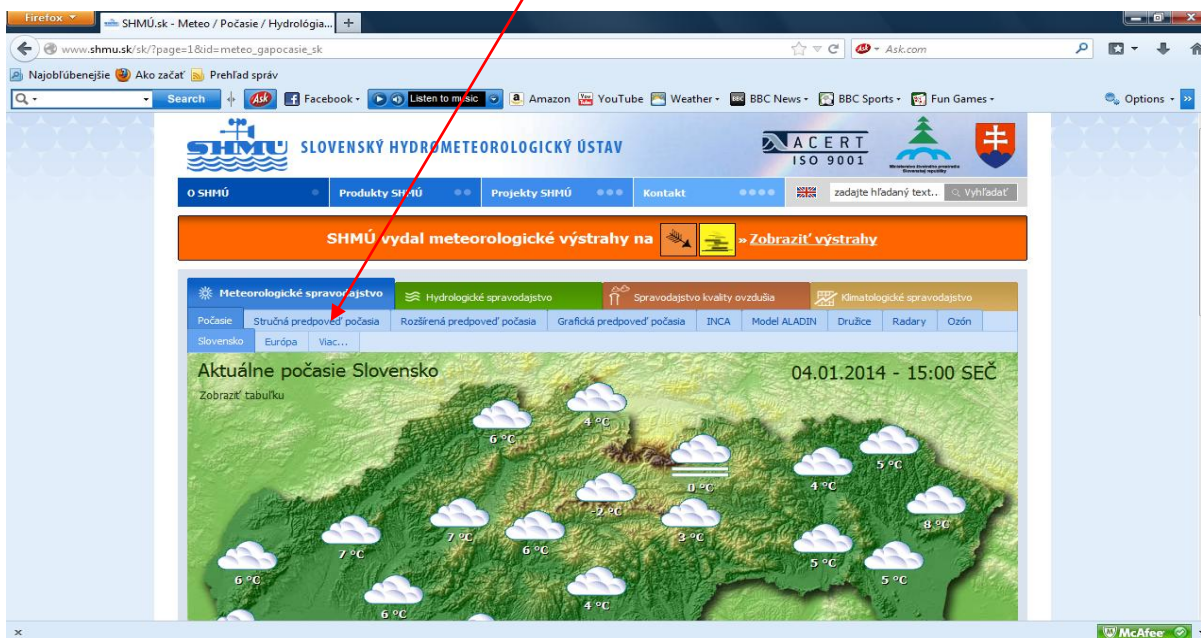 Firefox
SHMÚ.sk - Meteo / Počasie / Hydrológia... +
www.shmu.sk/sk/?page=1&id=meteo_gapocasie_sk
Ask.com
Najobľúbenejšie Ako začať Prehľad správ
Search Ask Facebook Listen to music Amazon YouTube Weather BBC News BBC Sports Fun Games Options
SHMÚ SLOVENSKÝ HYDROMETEOROLOGICKÝ ÚSTAV ACERT
ISO 9001
O SHMÚ Produkty SHMÚ Projekty SHMÚ Kontakt zadajte hľadaný text.. Vyhľadať
SHMÚ vydal meteorologické výstrahy na » Zobraziť výstrahy
Meteorologické spravodajstvo Hydrologické spravodajstvo Spravodajstvo kvality ovzdušia Klimatologické spravodajstvo
Počasie Stručná predpoveď počasia Rozšírená predpoveď počasia Grafická predpoveď počasia INCA Model ALADIN Družice Radary Ozón
Slovensko Európa Viac...
Aktuálne počasie Slovensko 04.01.2014 - 15:00 SEČ
Zobraziť tabuľku
4 °C
6 °C
5 °C
0 °C
4 °C
-2 °C
8 °C
7 °C
3 °C
6 °C
7 °C
5 °C
6 °C
5 °C
4 °C
6 °C
x McAfee